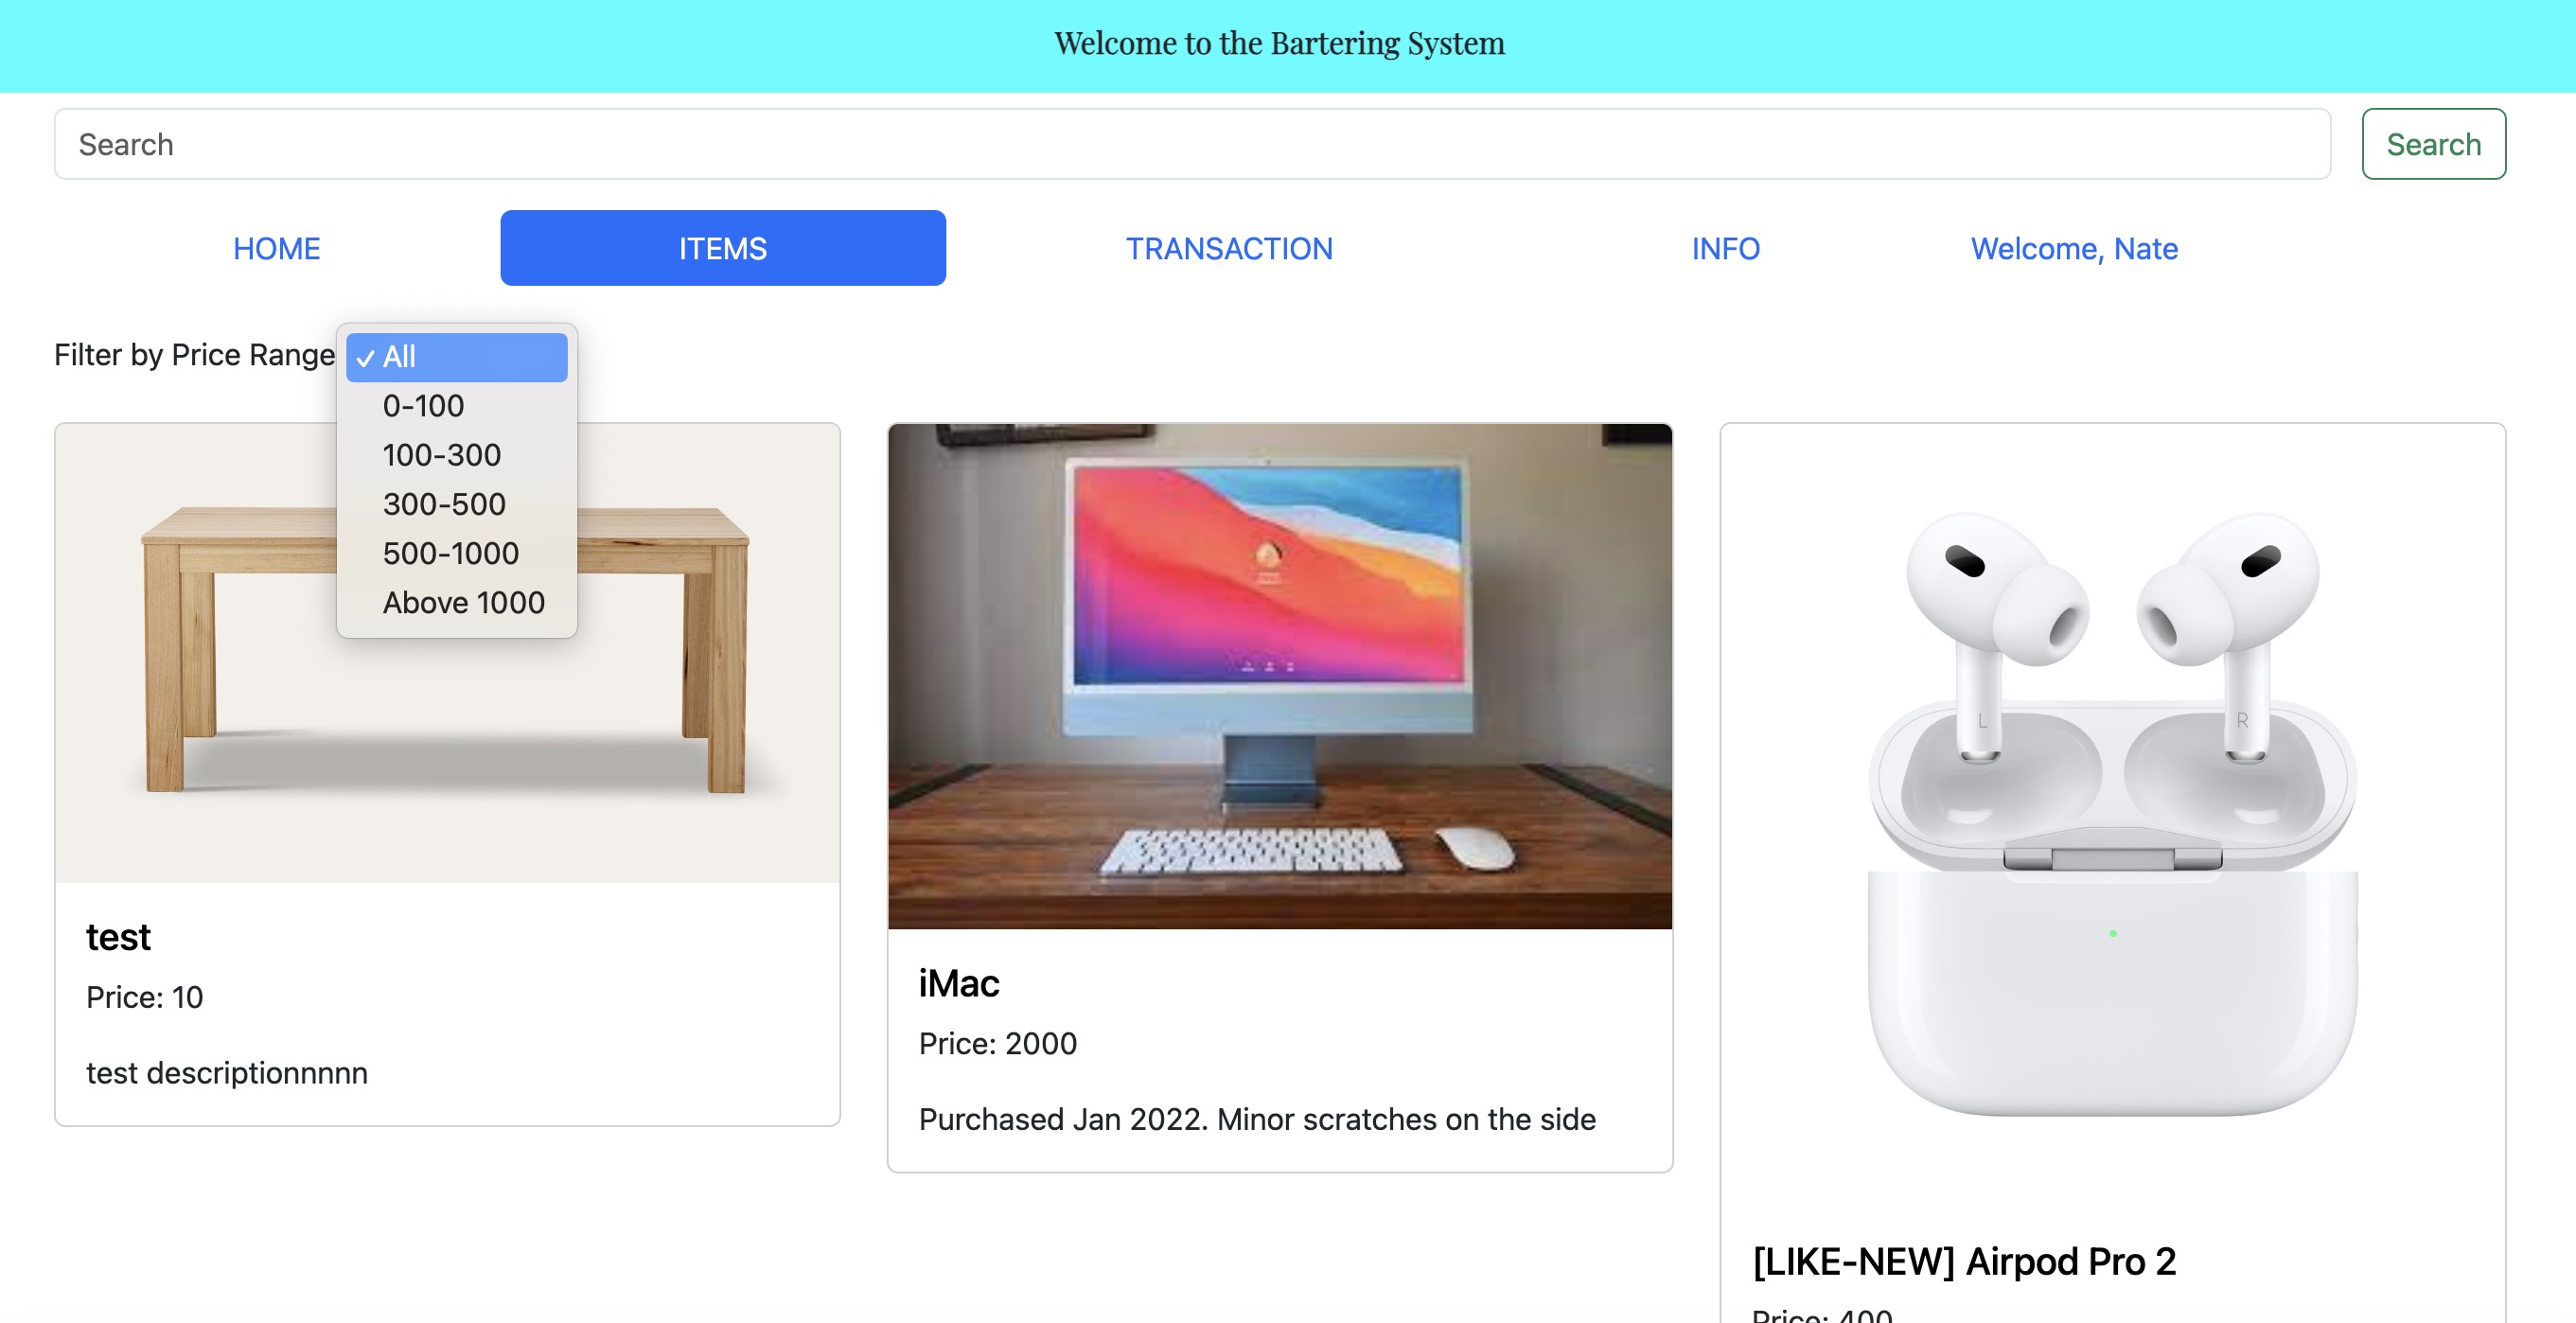 Welcome to the Bartering System
Search
Search
HOME
ITEMS
TRANSACTION
INFO
Welcome, Nate
Filter by Price Range
✓ All
0-100
100-300
300-500
500-1000
Above 1000
L
R
test
Price: 10
test descriptionnnnn
iMac
Price: 2000
Purchased Jan 2022. Minor scratches on the side
[LIKE-NEW] Airpod Pro 2
Price: 400